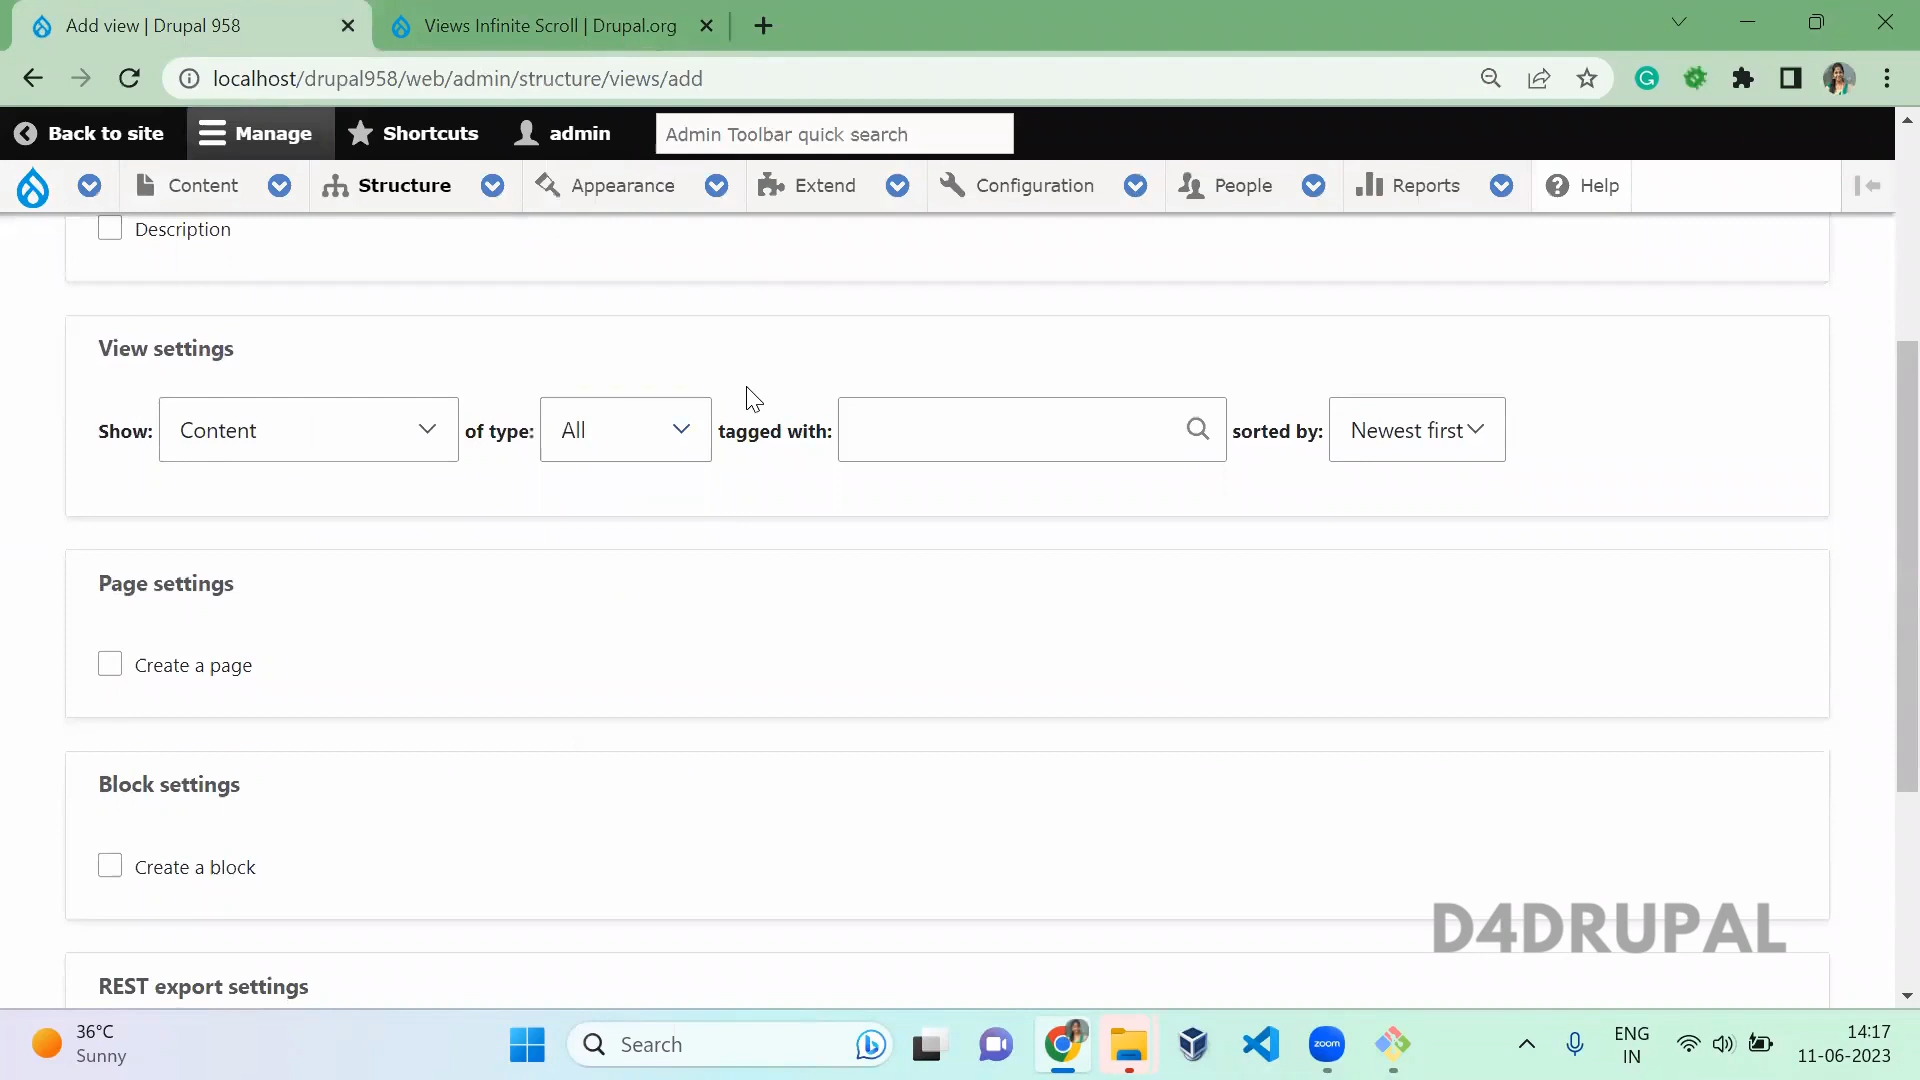 Add view | Drupal 958
Views Infinite Scroll | Drupal.org
localhost/drupal958/web/admin/structure/views/add
Back to site Manage Shortcuts admin Admin Toolbar quick search
Content Structure Appearance Extend Configuration People Reports Help
Description
View settings
Show: Content of type: All tagged with: sorted by: Newest first
Page settings
Create a page
Block settings
Create a block
D4DRUPAL
REST export settings
36°C
Sunny
Search
zoom
ENG
IN
14:17
11-06-2023